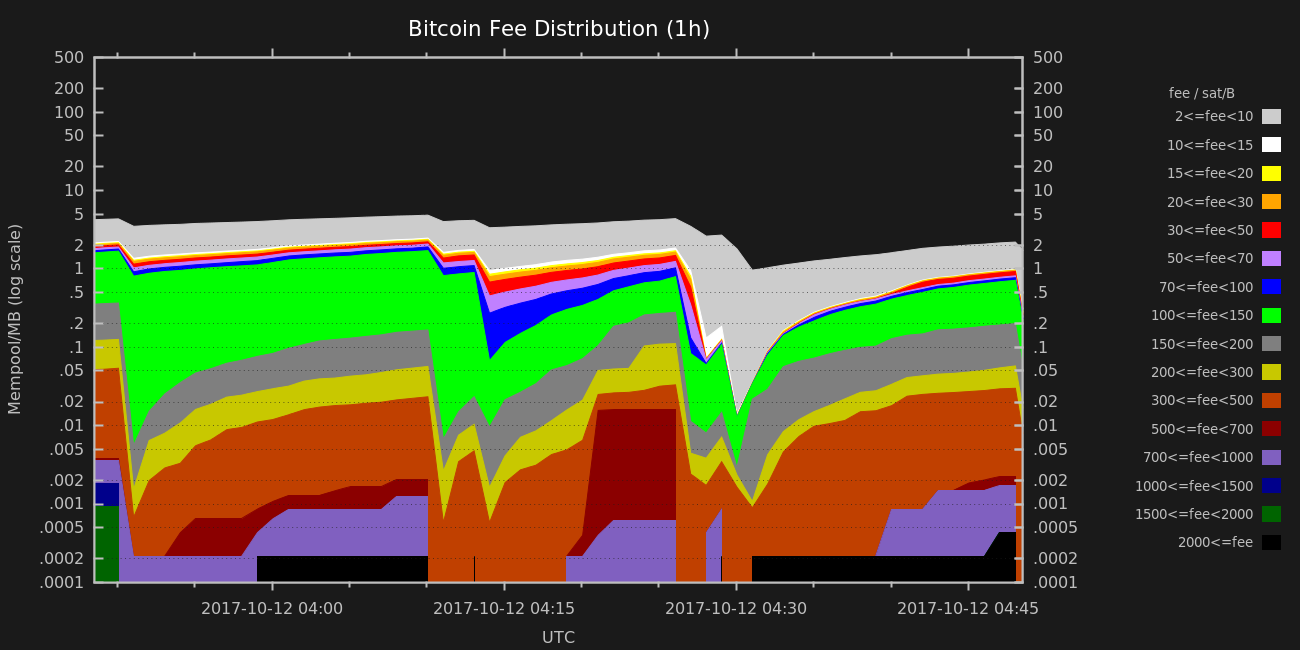 Bitcoin Fee Distribution (1h)
500
200
100
50
20
10
5
2
1
.5
.2
.1
.05
.02
.01
.005
.002
.001
.0005
.0002
.0001
Mempool/MB (log scale)
500
200
100
50
20
10
5
2
1
.5
.2
.1
.05
.02
.01
.005
.002
.001
.0005
.0002
.0001
2017-10-12 04:00
2017-10-12 04:15
2017-10-12 04:30
2017-10-12 04:45
UTC
fee / sat/B
2<=fee<10
10<=fee<15
15<=fee<20
20<=fee<30
30<=fee<50
50<=fee<70
70<=fee<100
100<=fee<150
150<=fee<200
200<=fee<300
300<=fee<500
500<=fee<700
700<=fee<1000
1000<=fee<1500
1500<=fee<2000
2000<=fee